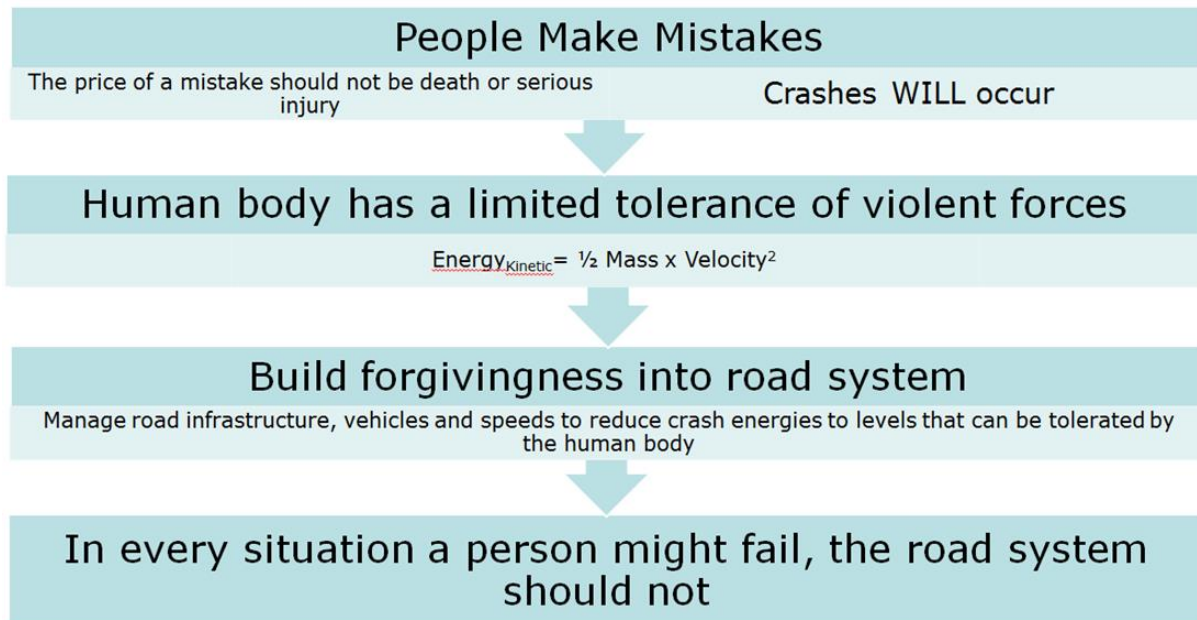 People Make Mistakes
The price of a mistake should not be death or serious
injury
Crashes WILL occur
Human body has a limited tolerance of violent forces
Energy_Kinetic= ½ Mass x Velocity²
Build forgivingness into road system
Manage road infrastructure, vehicles and speeds to reduce crash energies to levels that can be tolerated by
the human body
In every situation a person might fail, the road system
should not